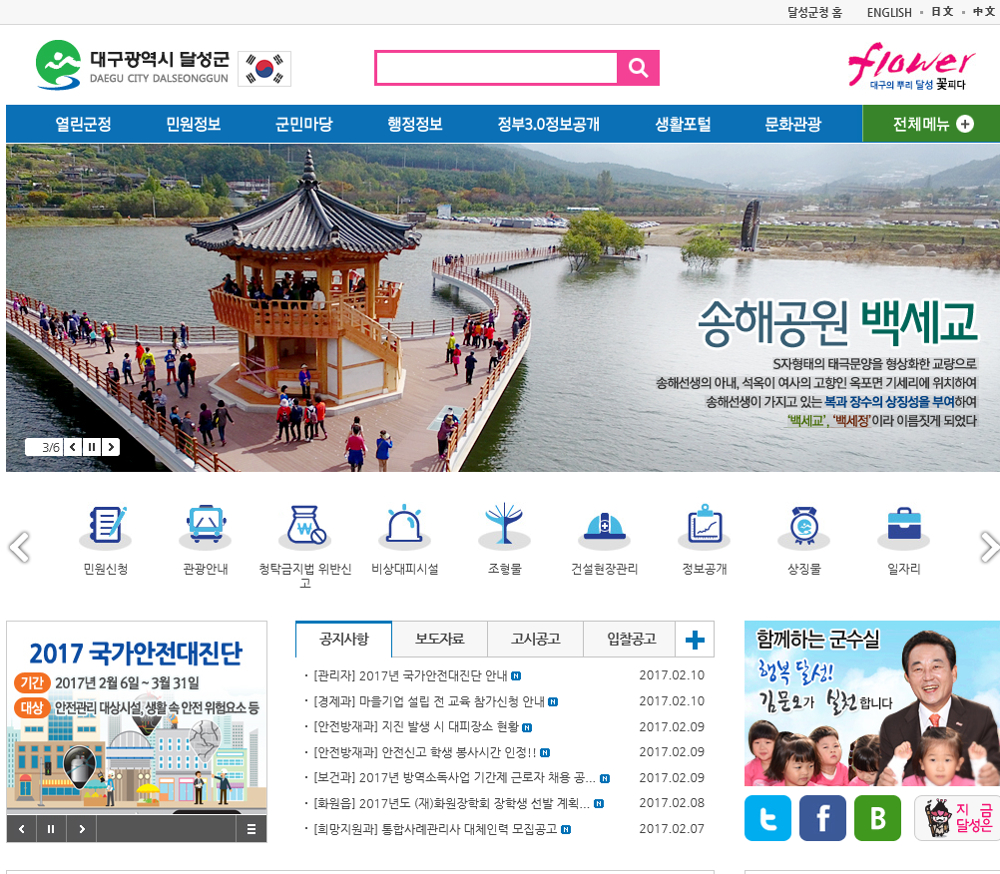 달성군청 홈 ENGLISH 日文 中文
대구광역시 달성군
DAEGU CITY DALSEONGGUN
flower
대구의 뿌리 달성 꽃피다
열린군정 민원정보 군민마당 행정정보 정부3.0정보공개 생활포털 문화관광 전체메뉴
송해공원 백세교
S자형태의 태극문양을 형상화한 교량으로
송해선생의 아내, 석옥이 여사의 고향인 옥포면 기세리에 위치하여
송해선생이 가지고 있는 복과 장수의 상징성을 부여하여
'백세교', '백세정'이라 이름짓게 되었다
3/6
민원신청 관광안내 청탁금지법 위반신고 비상대피시설 조형물 건설현장관리 정보공개 상징물 일자리
2017 국가안전대진단
기간 2017년 2월 6일 ~ 3월 31일
대상 안전관리 대상시설, 생활 속 안전 위험요소 등
공지사항 보도자료 고시공고 입찰공고
[관리자] 2017년 국가안전대진단 안내 N 2017.02.10
[경제과] 마을기업 설립 전 교육 참가신청 안내 N 2017.02.10
[안전방재과] 지진 발생 시 대피장소 현황 N 2017.02.09
[안전방재과] 안전신고 학생 봉사시간 인정!! N 2017.02.09
[보건과] 2017년 방역소독사업 기간제 근로자 채용 공... N 2017.02.09
[화원읍] 2017년도 (재)화원장학회 장학생 선발 계획... N 2017.02.08
[희망지원과] 통합사례관리사 대체인력 모집공고 N 2017.02.07
함께하는 군수실
행복 달성!
김문오가 실천합니다
t f B
지금
달성은